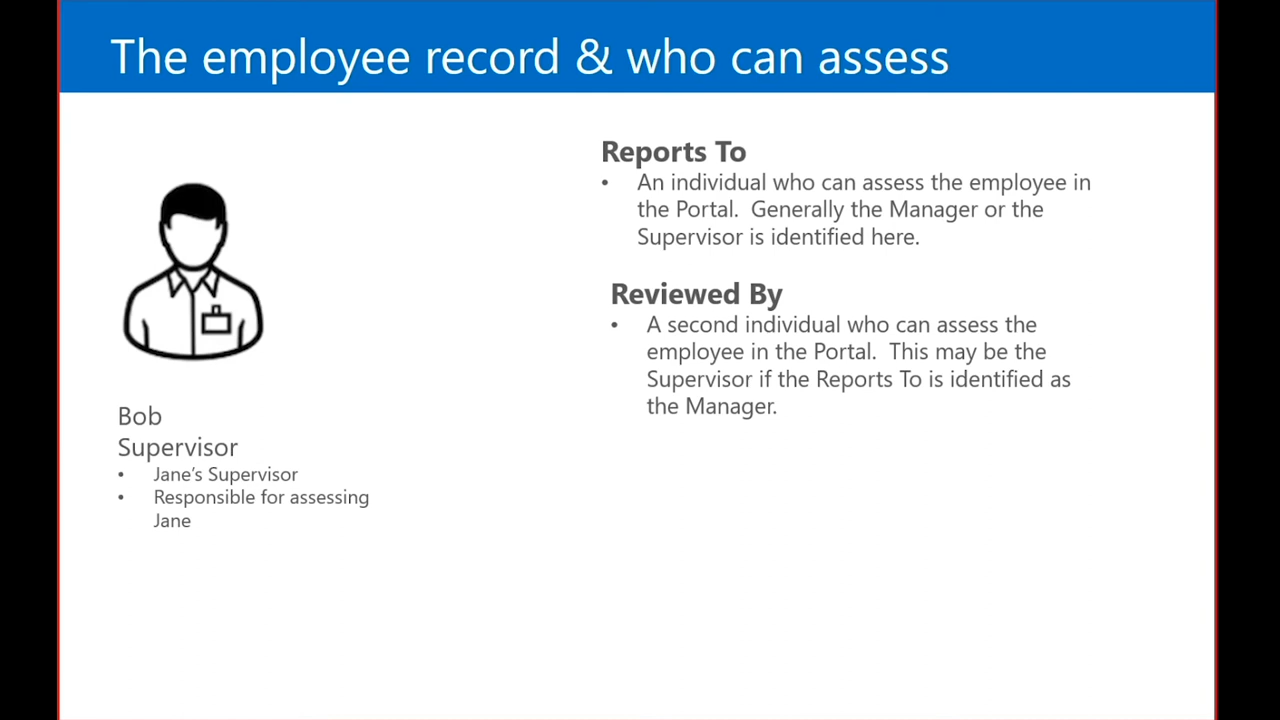 The employee record & who can assess
Reports To
• An individual who can assess the employee in
the Portal.  Generally the Manager or the
Supervisor is identified here.
Reviewed By
• A second individual who can assess the
employee in the Portal.  This may be the
Supervisor if the Reports To is identified as
the Manager.
Bob
Supervisor
• Jane's Supervisor
• Responsible for assessing
Jane